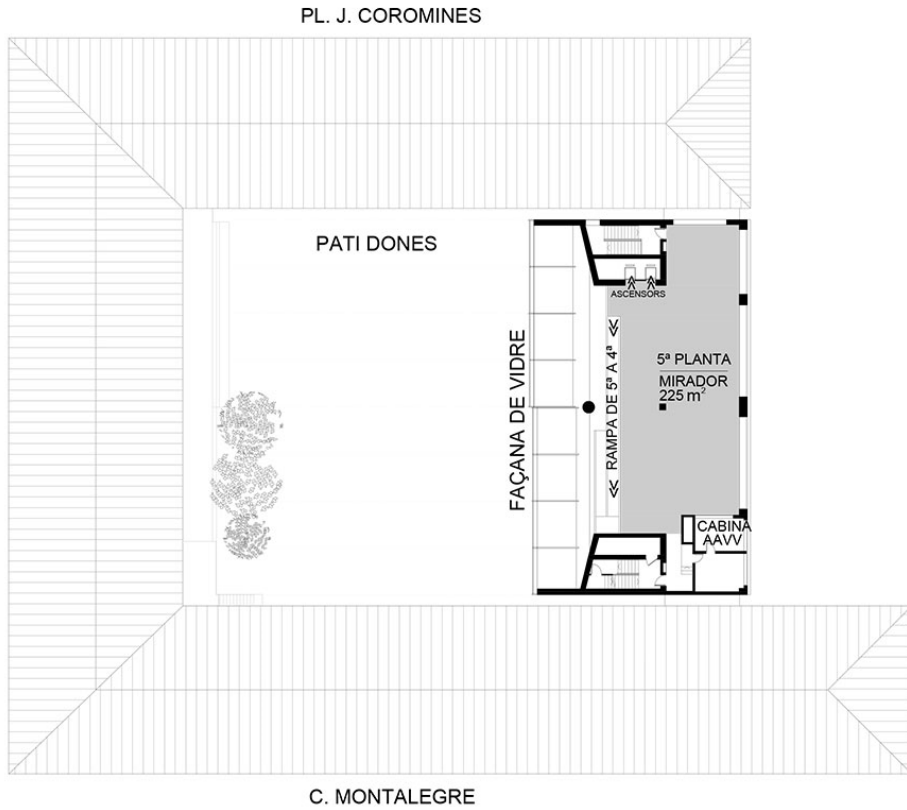 PL. J. COROMINES
PATI DONES
ASCENSORS
FAÇANA DE VIDRE
RAMPA DE 5ª A 4ª
5ª PLANTA
MIRADOR
225 m²
CABINA
AAVV
C. MONTALEGRE